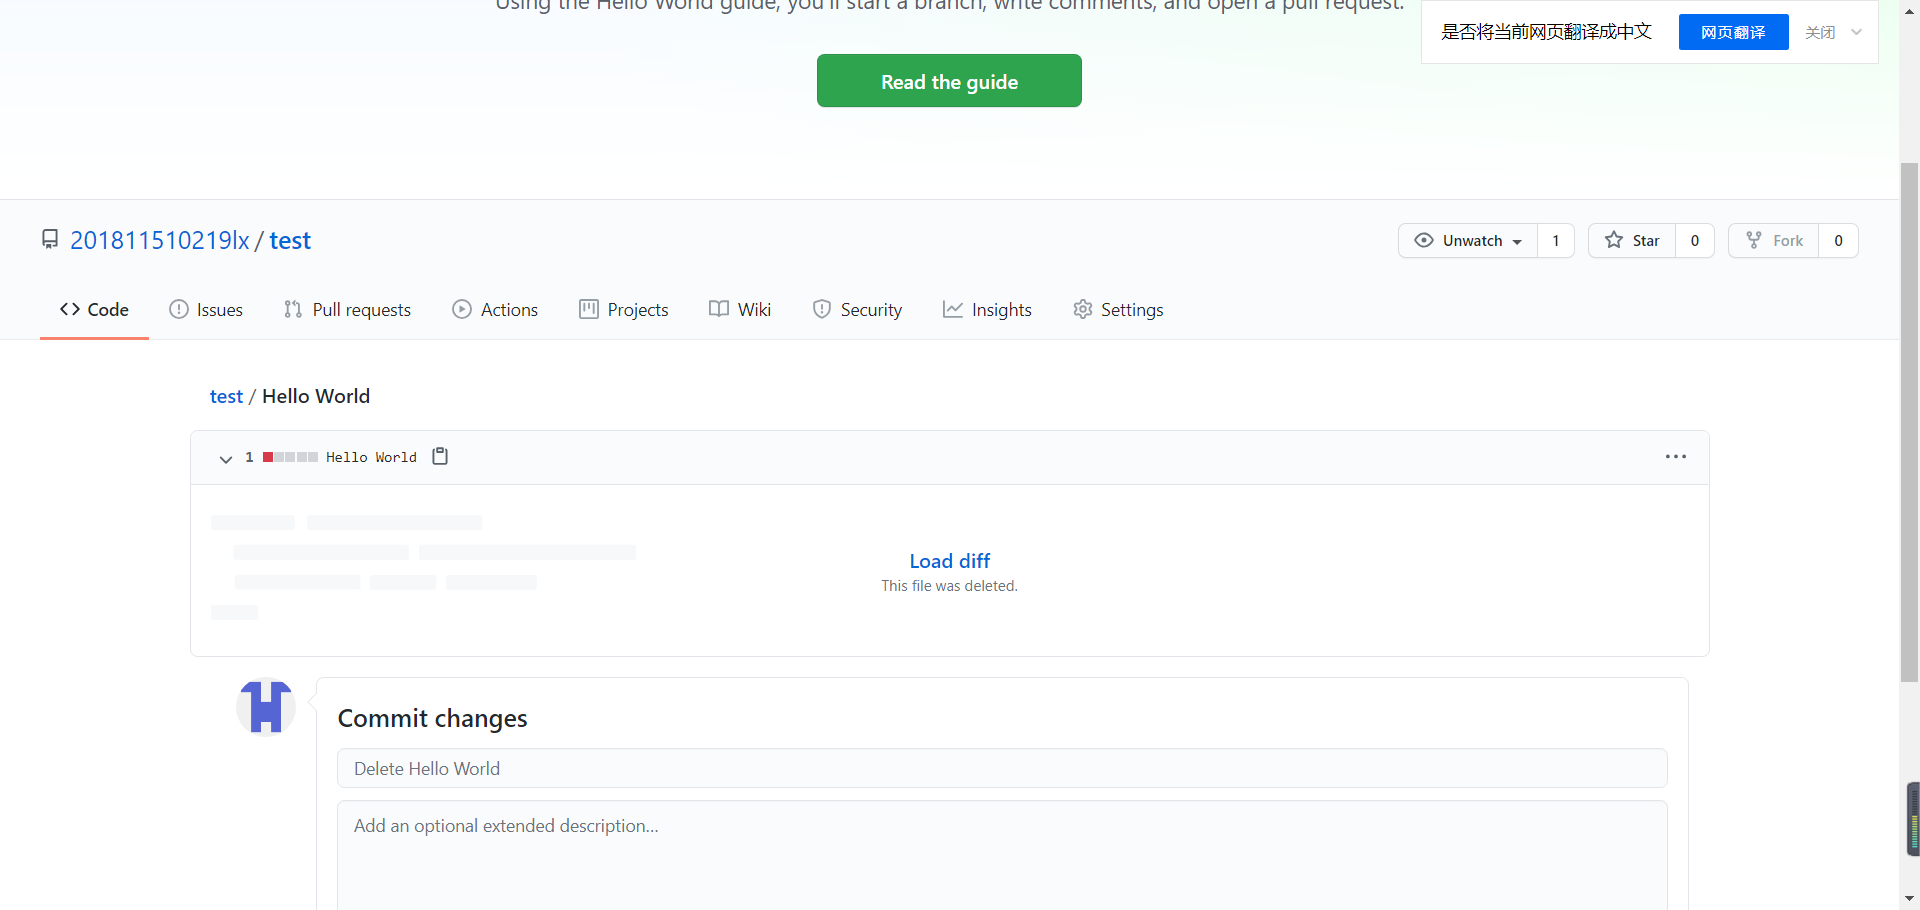 Using the Hello World guide, you'll start a branch, write comments, and open a pull request.
是否将当前网页翻译成中文 网页翻译 关闭
Read the guide
201811510219lx / test
Unwatch 1 Star 0 Fork 0
Code Issues Pull requests Actions Projects Wiki Security Insights Settings
test / Hello World
1 Hello World
Load diff
This file was deleted.
Commit changes
Delete Hello World
Add an optional extended description...